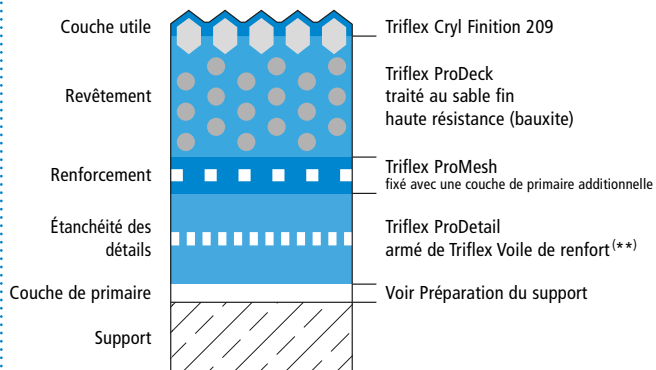 Couche utile
Triflex Cryl Finition 209
Revêtement
Triflex ProDeck
traité au sable fin
haute résistance (bauxite)
Renforcement
Triflex ProMesh
fixé avec une couche de primaire additionnelle
Étanchéité des
détails
Triflex ProDetail
armé de Triflex Voile de renfort(**)
Couche de primaire
Voir Préparation du support
Support